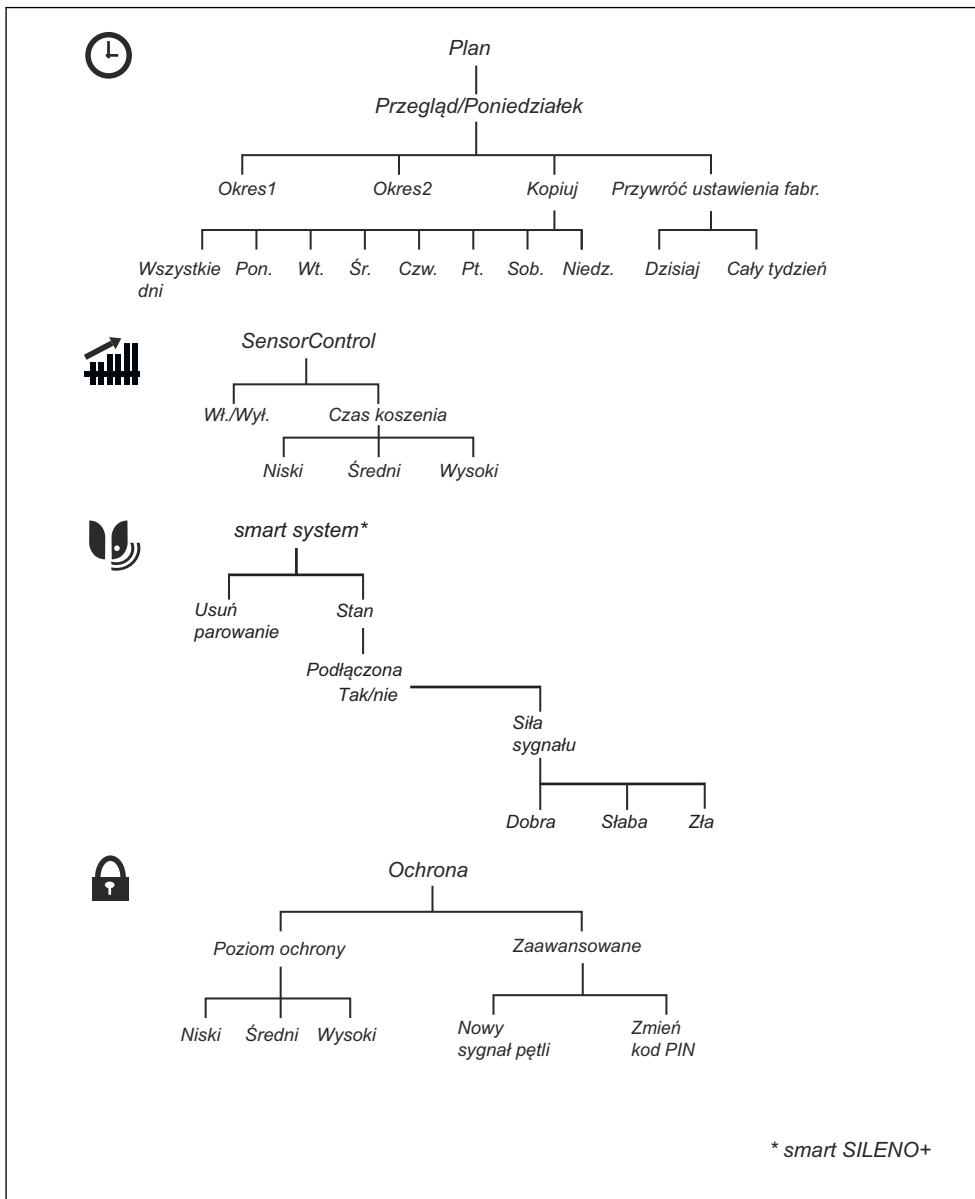 Plan
Przegląd/Poniedziałek
Okres1 Okres2 Kopiuj Przywróć ustawienia fabr.
Wszystkie dni Pon. Wt. Śr. Czw. Pt. Sob. Niedz. Dzisiaj Cały tydzień
SensorControl
Wł./Wył. Czas koszenia
Niski Średni Wysoki
smart system*
Usuń parowanie Stan
Podłączona
Tak/nie
Siła
sygnału
Dobra Słaba Zła
Ochrona
Poziom ochrony Zaawansowane
Niski Średni Wysoki
Nowy
sygnał pętli
Zmień
kod PIN
* smart SILENO+